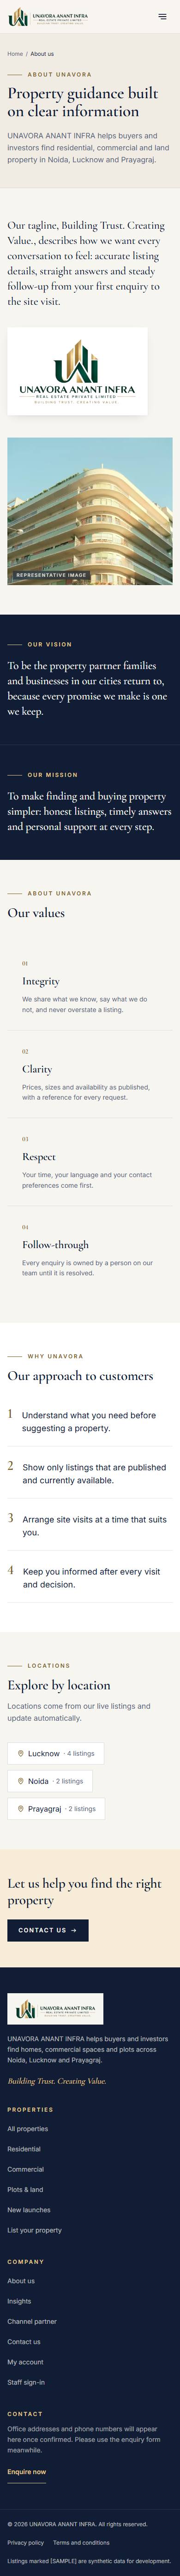 UNAVORA ANANT INFRA
REAL ESTATE PRIVATE LIMITED
Home / About us
ABOUT UNAVORA
Property guidance built
on clear information
UNAVORA ANANT INFRA helps buyers and
investors find residential, commercial and land
property in Noida, Lucknow and Prayagraj.
Our tagline, Building Trust. Creating
Value., describes how we want every
conversation to feel: accurate listing
details, straight answers and steady
follow-up from your first enquiry to
the site visit.
UNAVORA ANANT INFRA
REAL ESTATE PRIVATE LIMITED
BUILDING TRUST. CREATING VALUE
REPRESENTATIVE IMAGE
OUR VISION
To be the property partner families
and businesses in our cities return to,
because every promise we make is one
we keep.
OUR MISSION
To make finding and buying property
simpler: honest listings, timely answers
and personal support at every step.
ABOUT UNAVORA
Our values
01
Integrity
We share what we know, say what we do
not, and never overstate a listing.
02
Clarity
Prices, sizes and availability as published,
with a reference for every request.
03
Respect
Your time, your language and your contact
preferences come first.
04
Follow-through
Every enquiry is owned by a person on our
team until it is resolved.
WHY UNAVORA
Our approach to customers
1 Understand what you need before
suggesting a property.
2 Show only listings that are published
and currently available.
3 Arrange site visits at a time that suits
you.
4 Keep you informed after every visit
and decision.
LOCATIONS
Explore by location
Locations come from our live listings and
update automatically.
Lucknow · 4 listings
Noida · 2 listings
Prayagraj · 2 listings
Let us help you find the right
property
CONTACT US →
UNAVORA ANANT INFRA
REAL ESTATE PRIVATE LIMITED
UNAVORA ANANT INFRA helps buyers and investors
find homes, commercial spaces and plots across
Noida, Lucknow and Prayagraj.
Building Trust. Creating Value.
PROPERTIES
All properties
Residential
Commercial
Plots & land
New launches
List your property
COMPANY
About us
Insights
Channel partner
Contact us
My account
Staff sign-in
CONTACT
Office addresses and phone numbers will appear
here once confirmed. Please use the enquiry form
meanwhile.
Enquire now
© 2026 UNAVORA ANANT INFRA. All rights reserved.
Privacy policy Terms and conditions
Listings marked [SAMPLE] are synthetic data for development.